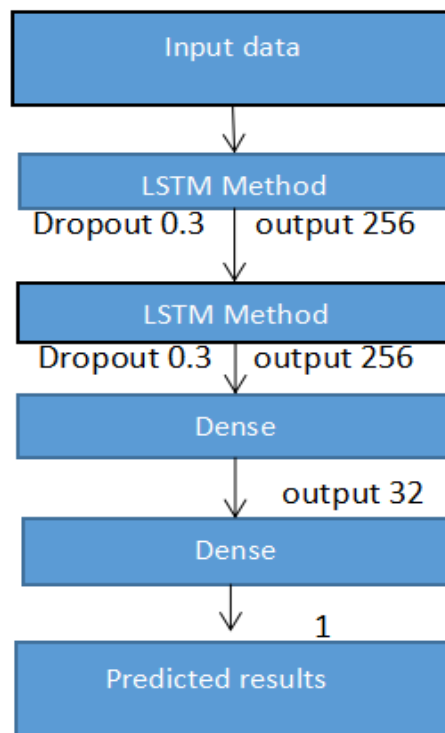 Input data
LSTM Method
Dropout 0.3 output 256
LSTM Method
Dropout 0.3 output 256
Dense
output 32
Dense
1
Predicted results